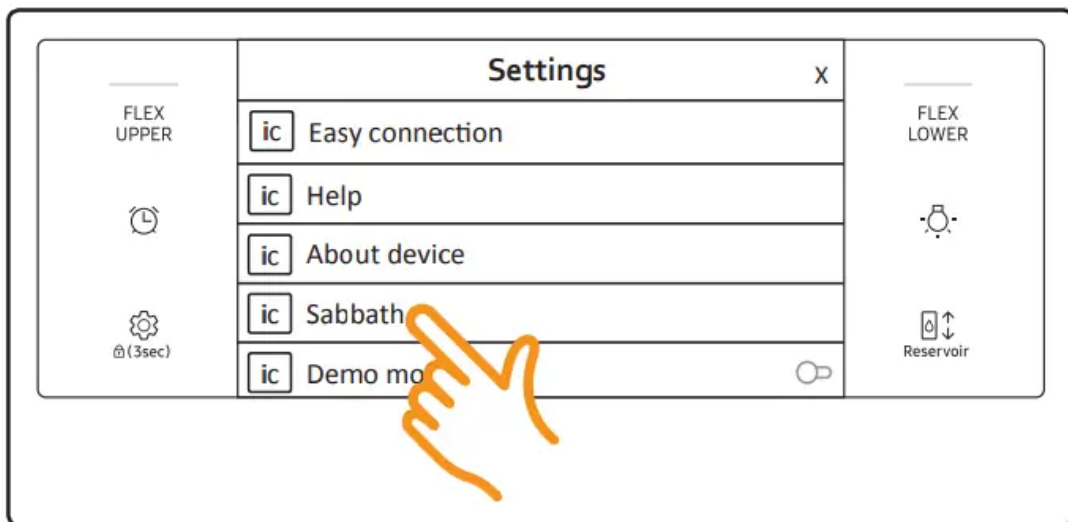 Settings
X
FLEX
UPPER
ic Easy connection
FLEX
LOWER
ic Help
ic About device
ic Sabbath
(3sec)
Reservoir
ic Demo